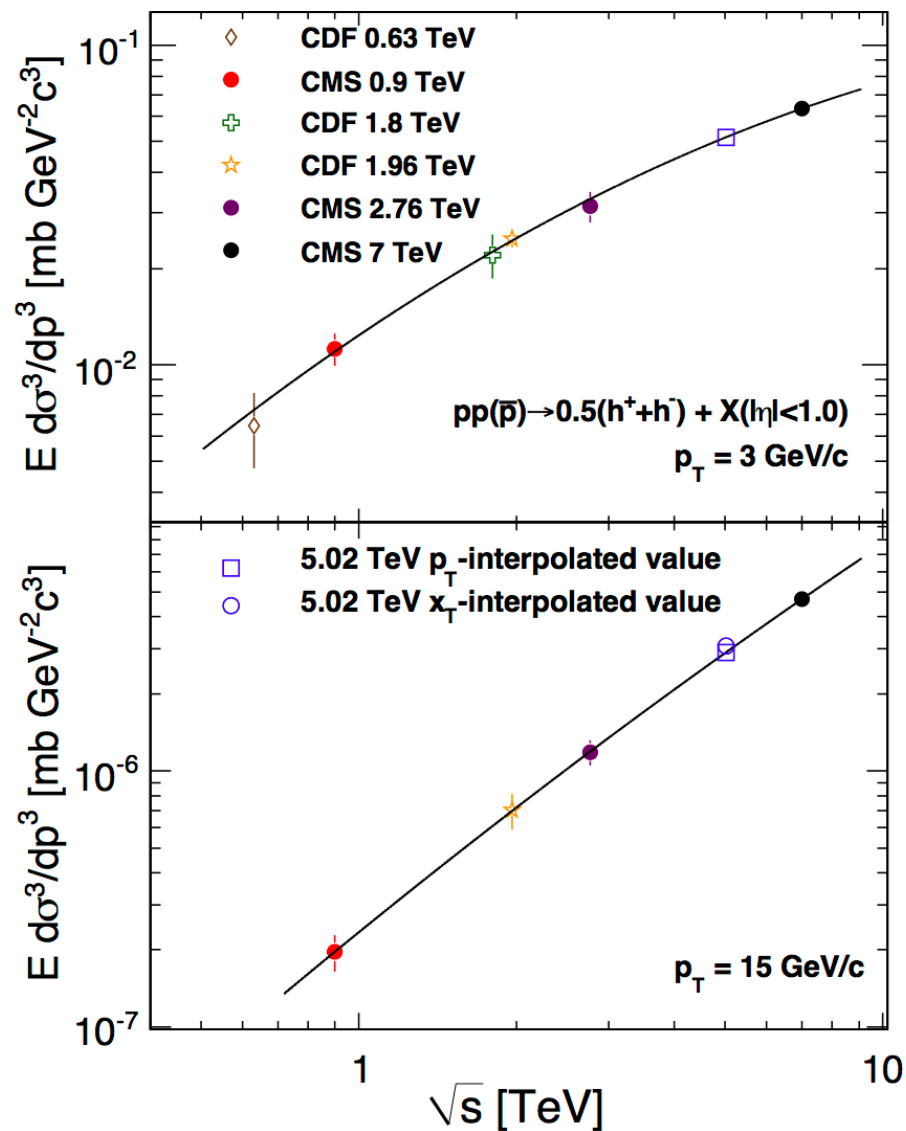 10⁻¹
CDF 0.63 TeV
CMS 0.9 TeV
CDF 1.8 TeV
CDF 1.96 TeV
CMS 2.76 TeV
CMS 7 TeV
E dσ³/dp³ [mb GeV⁻²c³]
10⁻²
pp(p̅)→0.5(h⁺+h⁻) + X(|η|<1.0)
p_T = 3 GeV/c
5.02 TeV p_T-interpolated value
5.02 TeV x_T-interpolated value
E dσ³/dp³ [mb GeV⁻²c³]
10⁻⁶
p_T = 15 GeV/c
10⁻⁷
1
10
√s [TeV]